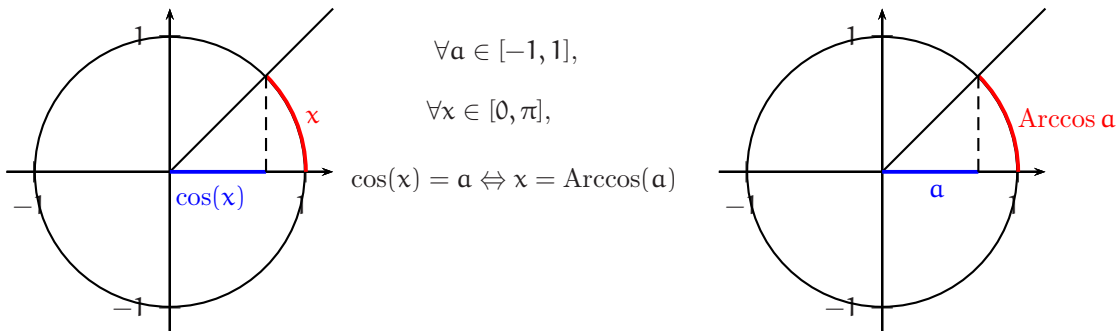 1
x
cos(x)
−1
1
−1
∀a ∈ [−1, 1],
∀x ∈ [0, π],
cos(x) = a ⇔ x = Arccos(a)
1
Arccos a
a
−1
1
−1